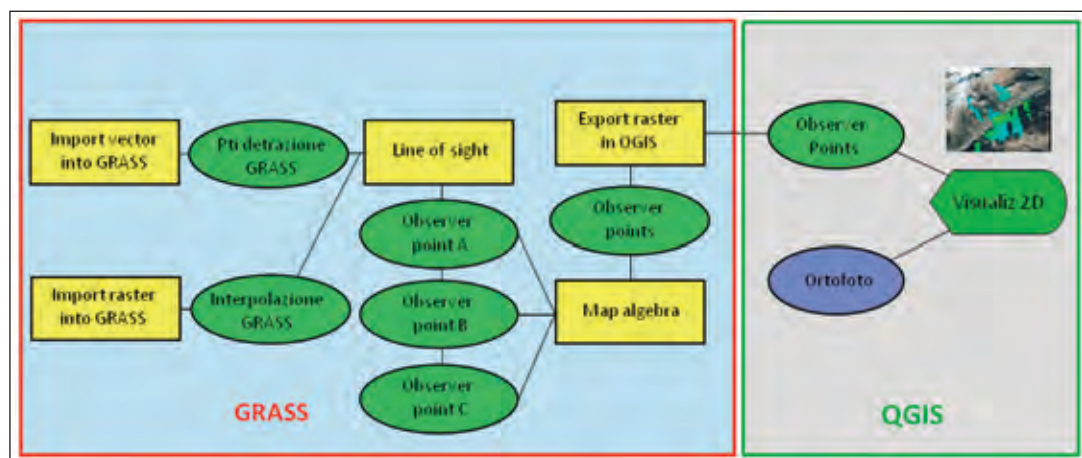 Import vector
into GRASS
Pti detrazione
GRASS
Line of sight
Export raster
in QGIS
Observer
Points
Visualiz 2D
Observer
point A
Observer
points
Import raster
into GRASS
Interpolazione
GRASS
Observer
point B
Map algebra
Ortofoto
Observer
point C
GRASS
QGIS